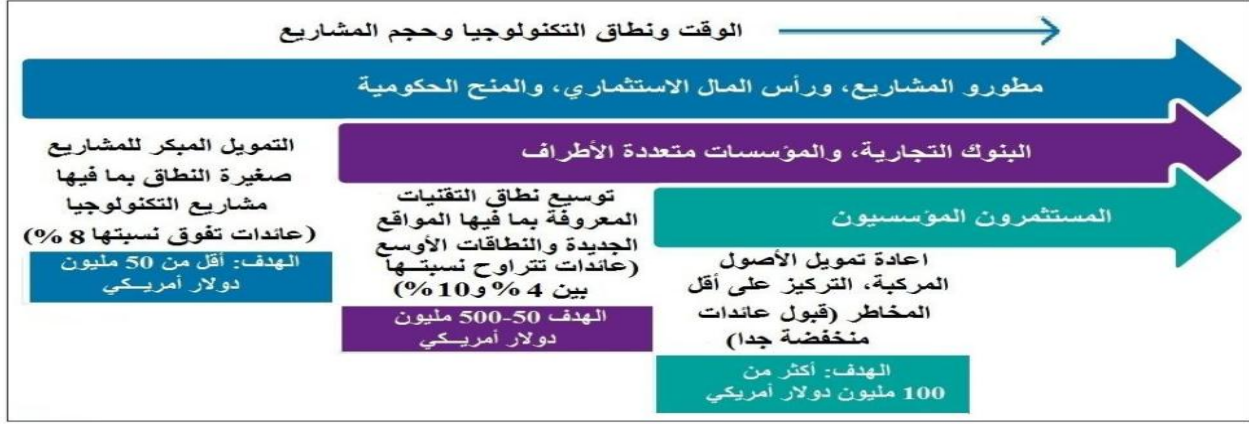 الوقت ونطاق التكنولوجيا وحجم المشاريع
مطورو المشاريع، ورأس المال الاستثماري، والمنح الحكومية
التمويل المبكر للمشاريع
صغيرة النطاق بما فيها
مشاريع التكنولوجيا
(عائدات تفوق نسبتها 8 %)
الهدف: أقل من 50 مليون
دولار أمريكي
البنوك التجارية، والمؤسسات متعددة الأطراف
توسيع نطاق التقنيات
المعروفة بما فيها المواقع
الجديدة والنطاقات الأوسع
(عائدات تتراوح نسبتها
بين 4 % و10 %)
الهدف 50-500 مليون
دولار أمريكي
المستثمرون المؤسسيون
اعادة تمويل الأصول
المركبة، التركيز على أقل
المخاطر (قبول عائدات
منخفضة جدا)
الهدف: أكثر من
100 مليون دولار أمريكي